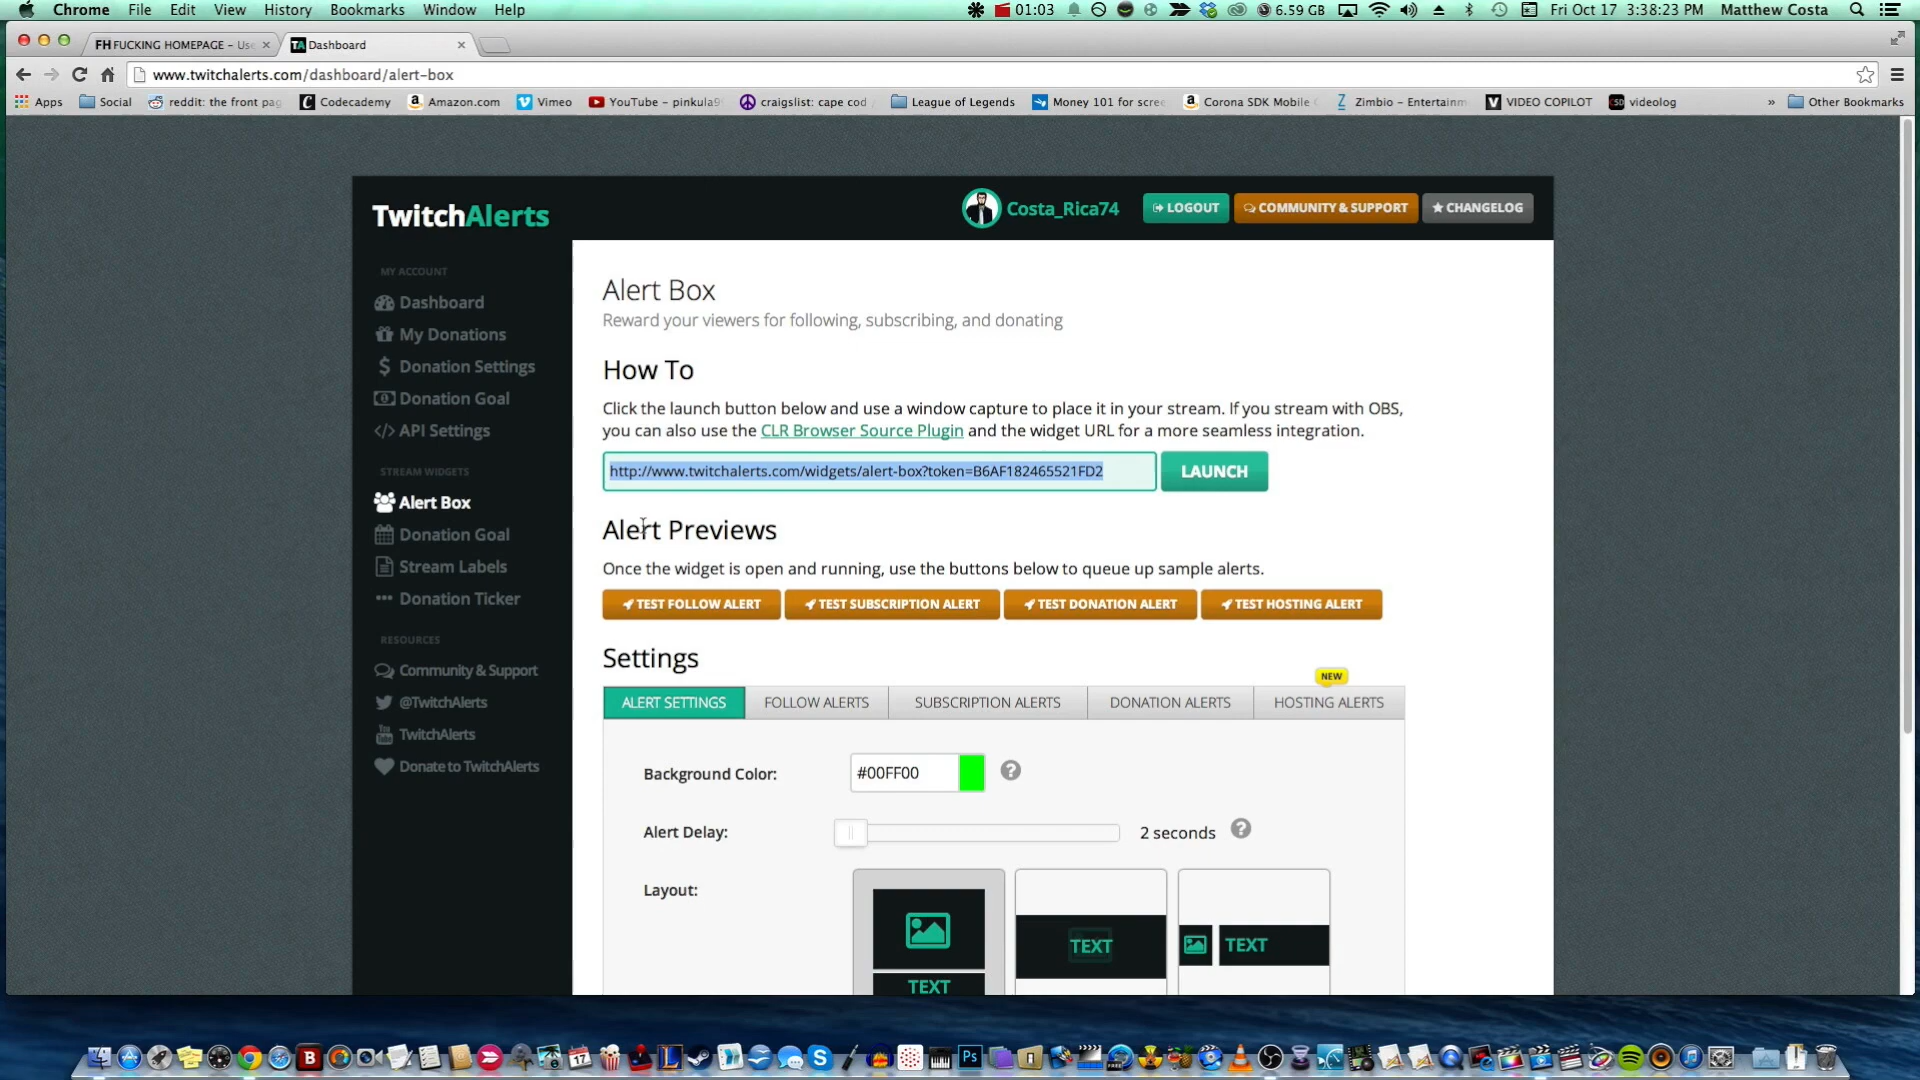 Chrome File Edit View History Bookmarks Window Help 01:03 6.59 GB Fri Oct 17 3:38:23 PM Matthew Costa
FH FUCKING HOMEPAGE – Use TA Dashboard
www.twitchalerts.com/dashboard/alert-box
Apps Social reddit: the front pag Codecademy Amazon.com Vimeo YouTube – pinkula9 craigslist: cape cod League of Legends Money 101 for scree Corona SDK Mobile Zimbio – Entertainm VIDEO COPILOT videolog » Other Bookmarks
TwitchAlerts Costa_Rica74 LOGOUT COMMUNITY & SUPPORT CHANGELOG
MY ACCOUNT
Dashboard
My Donations
Donation Settings
Donation Goal
API Settings
STREAM WIDGETS
Alert Box
Donation Goal
Stream Labels
Donation Ticker
RESOURCES
Community & Support
@TwitchAlerts
TwitchAlerts
Donate to TwitchAlerts
Alert Box
Reward your viewers for following, subscribing, and donating
How To
Click the launch button below and use a window capture to place it in your stream. If you stream with OBS,
you can also use the CLR Browser Source Plugin and the widget URL for a more seamless integration.
http://www.twitchalerts.com/widgets/alert-box?token=B6AF182465521FD2 LAUNCH
Alert Previews
Once the widget is open and running, use the buttons below to queue up sample alerts.
TEST FOLLOW ALERT TEST SUBSCRIPTION ALERT TEST DONATION ALERT TEST HOSTING ALERT
Settings
NEW
ALERT SETTINGS FOLLOW ALERTS SUBSCRIPTION ALERTS DONATION ALERTS HOSTING ALERTS
Background Color: #00FF00 ?
Alert Delay: 2 seconds ?
Layout:
TEXT TEXT
TEXT